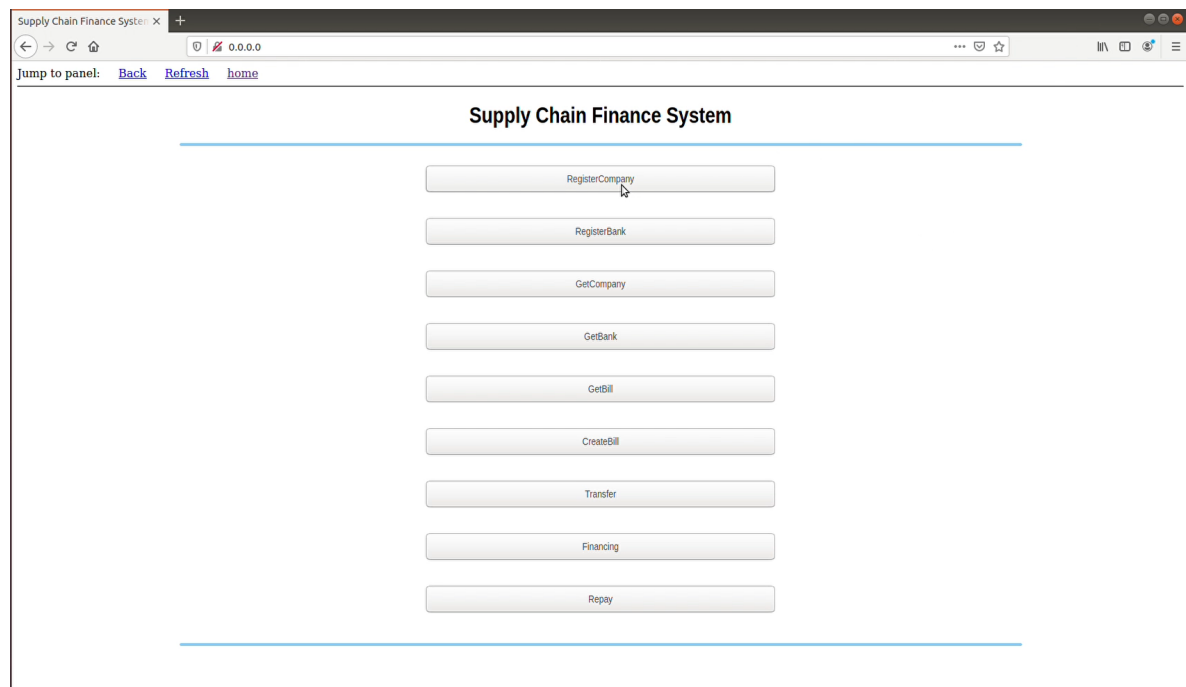 Supply Chain Finance System
0.0.0.0
Jump to panel: Back Refresh home
Supply Chain Finance System
RegisterCompany
RegisterBank
GetCompany
GetBank
GetBill
CreateBill
Transfer
Financing
Repay